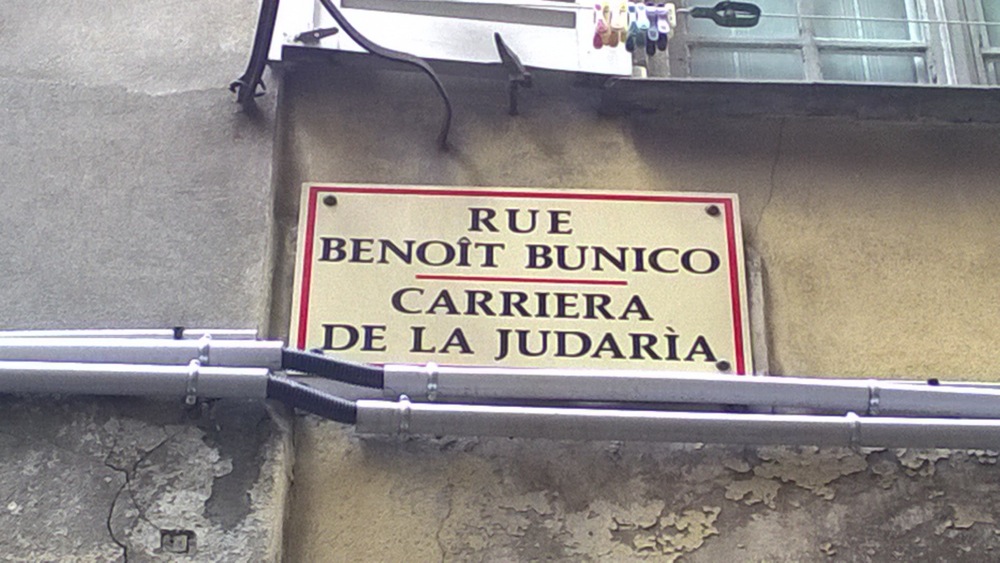 RUE
BENOÎT BUNICO
CARRIERA
DE LA JUDARÌA